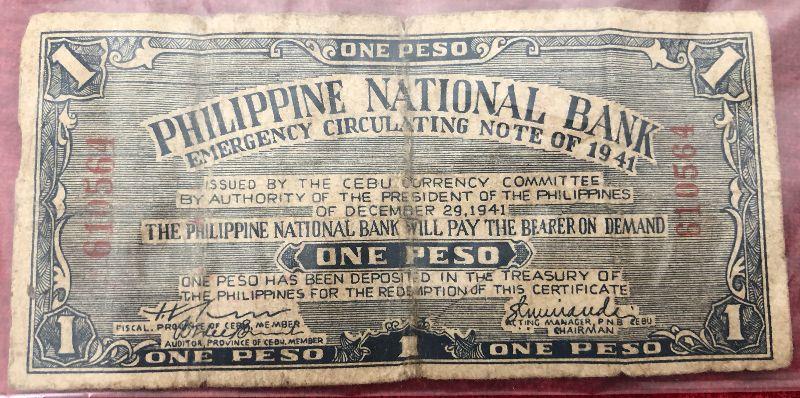 1 ONE PESO 1
PHILIPPINE NATIONAL BANK
EMERGENCY CIRCULATING NOTE OF 1941
610564 610564
ISSUED BY THE CEBU CURRENCY COMMITTEE
BY AUTHORITY OF THE PRESIDENT OF THE PHILIPPINES
OF DECEMBER 29, 1941
THE PHILIPPINE NATIONAL BANK WILL PAY THE BEARER ON DEMAND
ONE PESO
ONE PESO HAS BEEN DEPOSITED IN THE TREASURY OF
THE PHILIPPINES FOR THE REDEMPTION OF THIS CERTIFICATE
FISCAL, PROVINCE OF CEBU, MEMBER
AUDITOR, PROVINCE OF CEBU, MEMBER
ACTING MANAGER, P.N.B. CEBU
CHAIRMAN
1 ONE PESO 1 ONE PESO 1